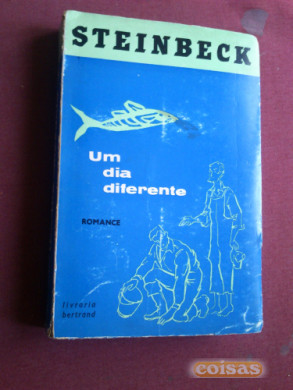 STEINBECK
Um
dia
diferente
ROMANCE
livraria
bertrand
coisas